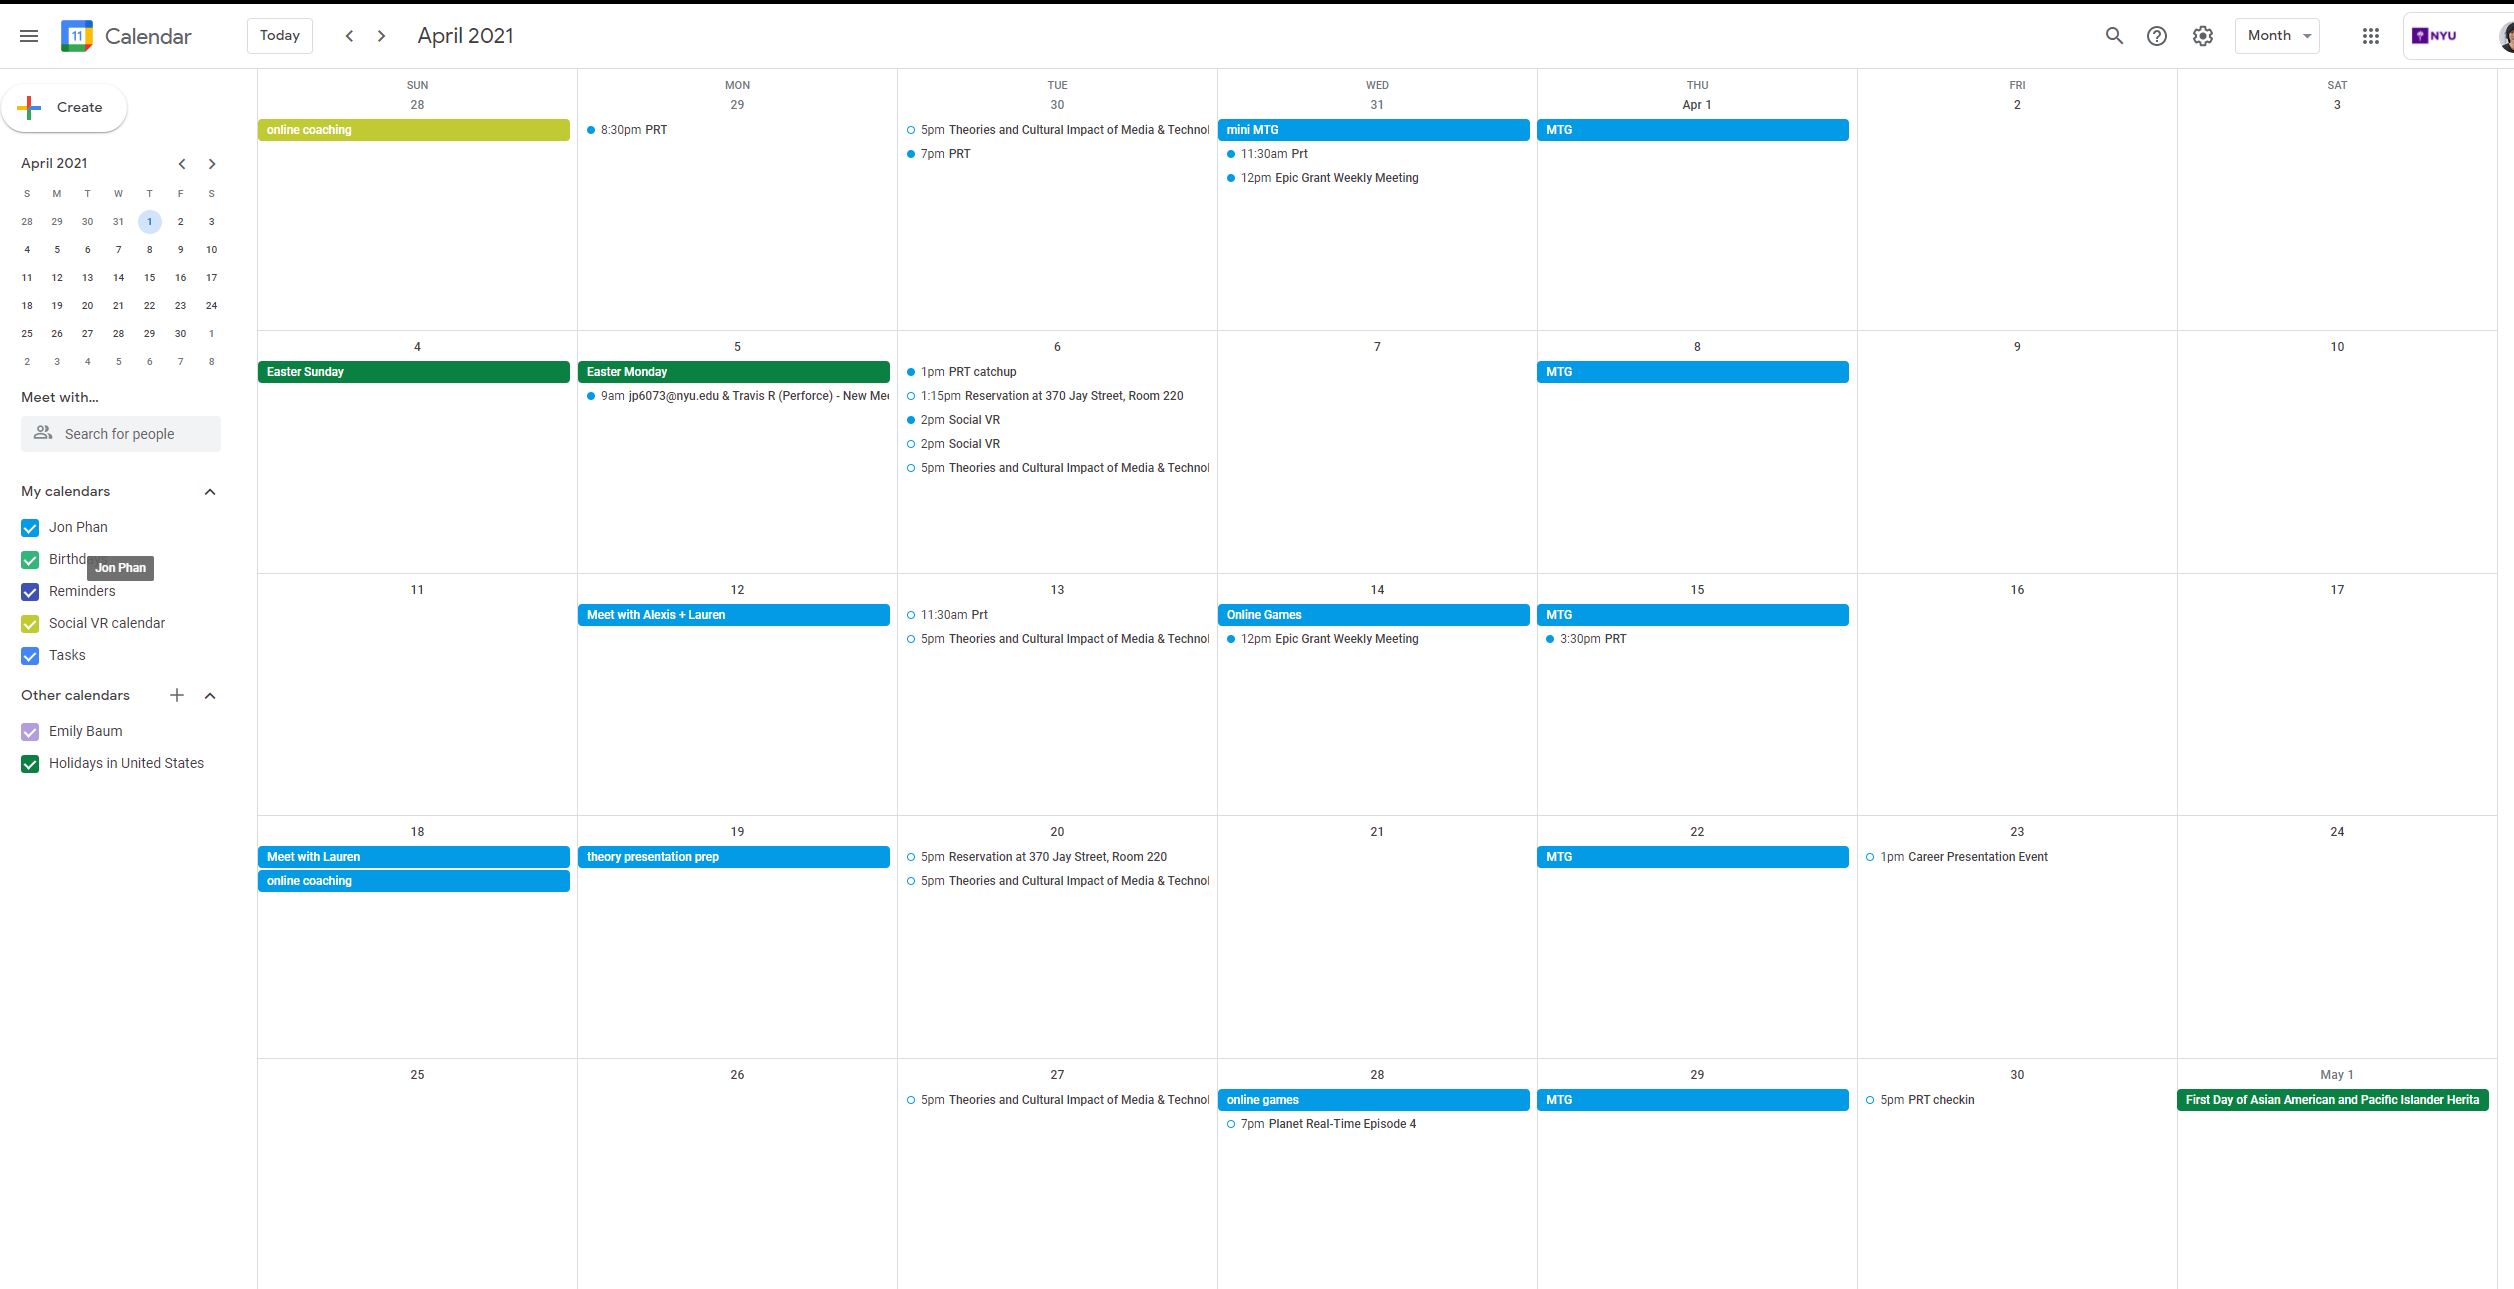 11 Calendar Today April 2021 Month NYU
Create
April 2021
S M T W T F S
28 29 30 31 1 2 3
4 5 6 7 8 9 10
11 12 13 14 15 16 17
18 19 20 21 22 23 24
25 26 27 28 29 30 1
2 3 4 5 6 7 8
Meet with...
Search for people
My calendars
Jon Phan
Jon Phan
Reminders
Social VR calendar
Tasks
Other calendars
Emily Baum
Holidays in United States
SUN MON TUE WED THU FRI SAT
28
online coaching
29
8:30pm PRT
30
5pm Theories and Cultural Impact of Media &
7pm PRT
31
mini MTG
11:30am Prt
12pm Epic Grant Weekly Meeting
Apr 1
MTG
2
3
4
Easter Sunday
5
Easter Monday
9am jp6073@nyu.edu & Travis R (Perforce) - New
6
1pm PRT catchup
1:15pm Reservation at 370 Jay Street, Room 220
2pm Social VR
2pm Social VR
5pm Theories and Cultural Impact of Media &
7
8
MTG
9
10
11
12
Meet with Alexis + Lauren
13
11:30am Prt
5pm Theories and Cultural Impact of Media &
14
Online Games
12pm Epic Grant Weekly Meeting
15
MTG
3:30pm PRT
16
17
18
Meet with Lauren
online coaching
19
theory presentation prep
20
5pm Reservation at 370 Jay Street, Room 220
5pm Theories and Cultural Impact of Media &
21
22
MTG
23
1pm Career Presentation Event
24
25
26
27
5pm Theories and Cultural Impact of Media &
28
online games
7pm Planet Real-Time Episode 4
29
MTG
30
5pm PRT checkin
May 1
First Day of Asian American and Pacific Islander